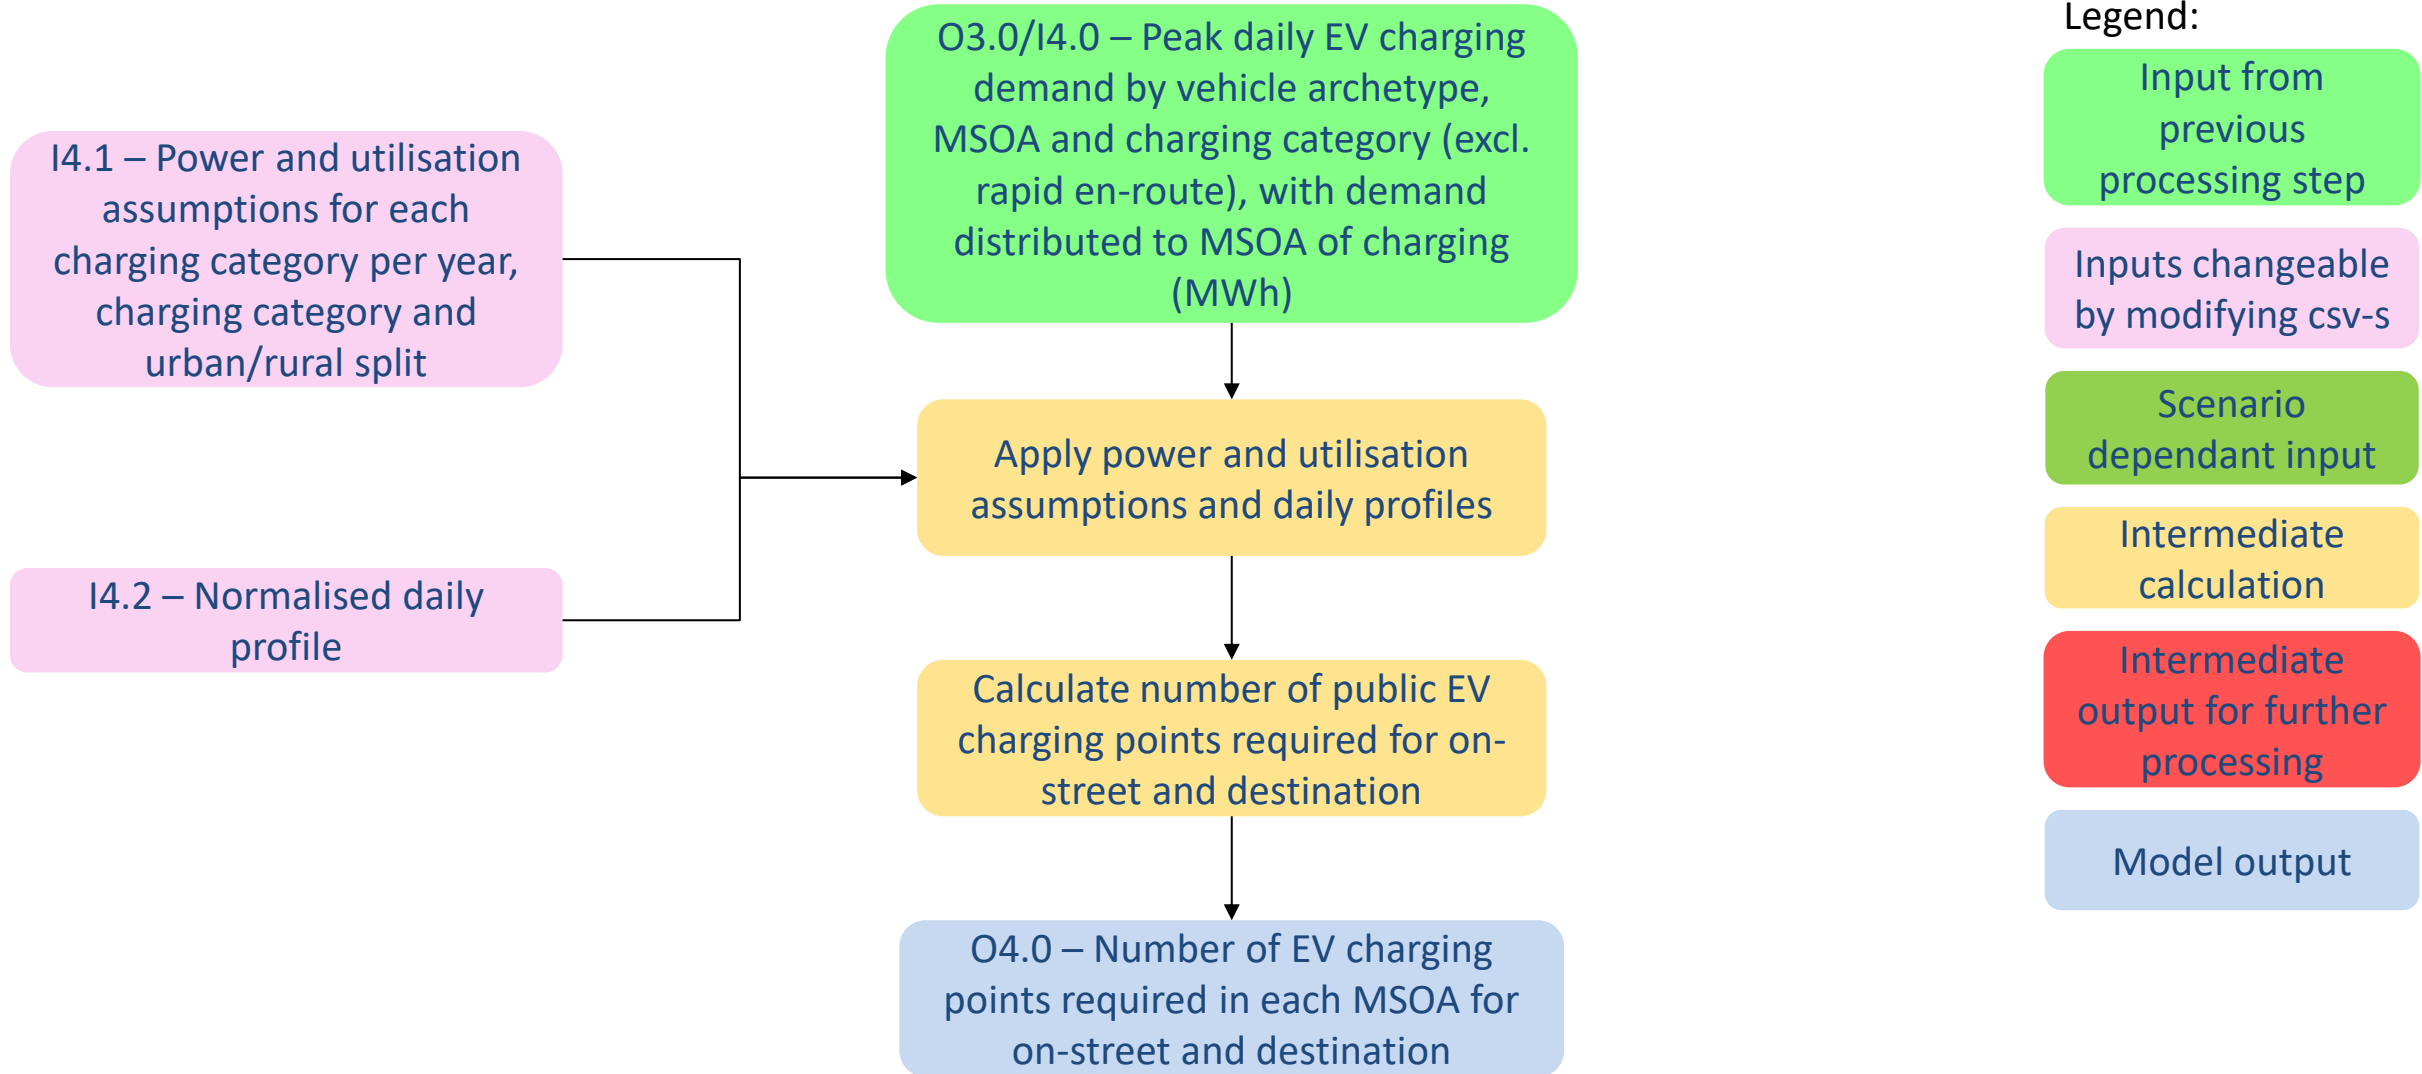 O3.0/I4.0 – Peak daily EV charging
demand by vehicle archetype,
MSOA and charging category (excl.
rapid en-route), with demand
distributed to MSOA of charging
(MWh)
I4.1 – Power and utilisation
assumptions for each
charging category per year,
charging category and
urban/rural split
I4.2 – Normalised daily
profile
Apply power and utilisation
assumptions and daily profiles
Calculate number of public EV
charging points required for on-
street and destination
O4.0 – Number of EV charging
points required in each MSOA for
on-street and destination
Legend:
Input from
previous
processing step
Inputs changeable
by modifying csv-s
Scenario
dependant input
Intermediate
calculation
Intermediate
output for further
processing
Model output